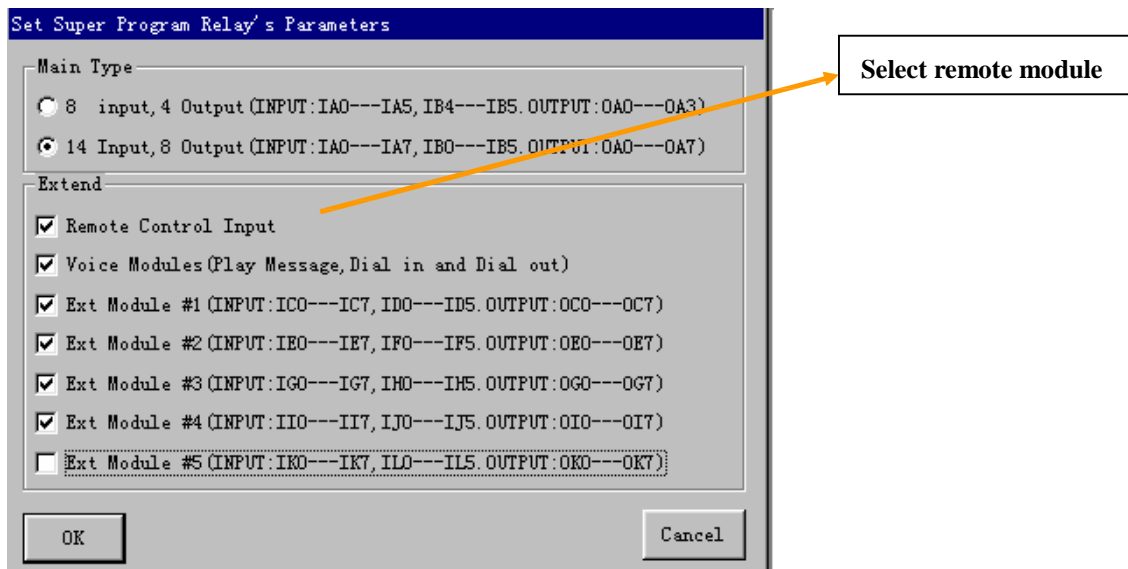 Set Super Program Relay's Parameters
Select remote module
Main Type
8 input, 4 Output(INPUT:IA0---IA5, IB4---IB5. OUTPUT:OA0---OA3)
14 Input, 8 Output(INPUT:IA0---IA7, IB0---IB5. OUTPUT:OA0---OA7)
Extend
Remote Control Input
Voice Modules(Play Message, Dial in and Dial out)
Ext Module #1(INPUT:IC0---IC7, ID0---ID5. OUTPUT:OC0---OC7)
Ext Module #2(INPUT:IE0---IE7, IF0---IF5. OUTPUT:OE0---OE7)
Ext Module #3(INPUT:IG0---IG7, IH0---IH5. OUTPUT:OG0---OG7)
Ext Module #4(INPUT:II0---II7, IJ0---IJ5. OUTPUT:OI0---OI7)
Ext Module #5(INPUT:IK0---IK7, IL0---IL5. OUTPUT:OK0---OK7)
OK
Cancel